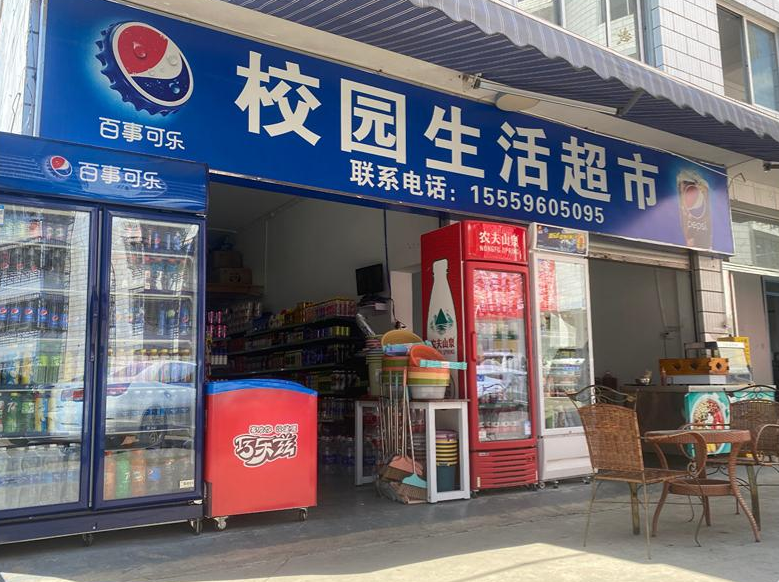 百事可乐
校园生活超市
联系电话：15559605095
pepsi
百事可乐
农夫山泉
NONGFU SPRING
农夫山泉
巧乐兹